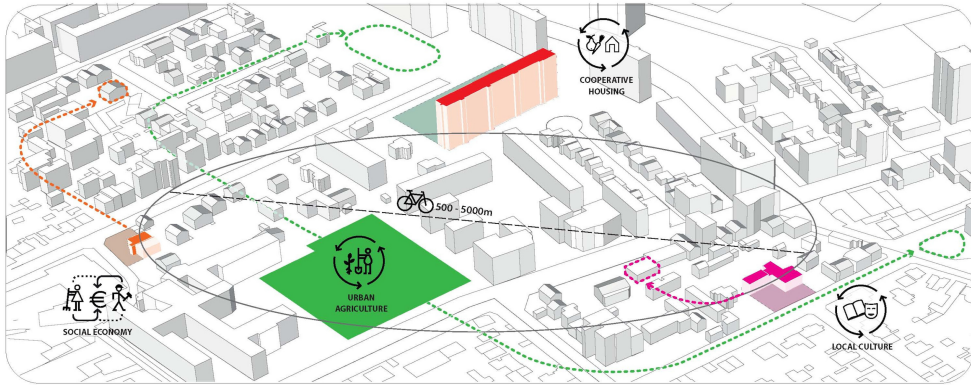 COOPERATIVE
HOUSING
500 - 5000m
URBAN
AGRICULTURE
€
SOCIAL ECONOMY
LOCAL CULTURE